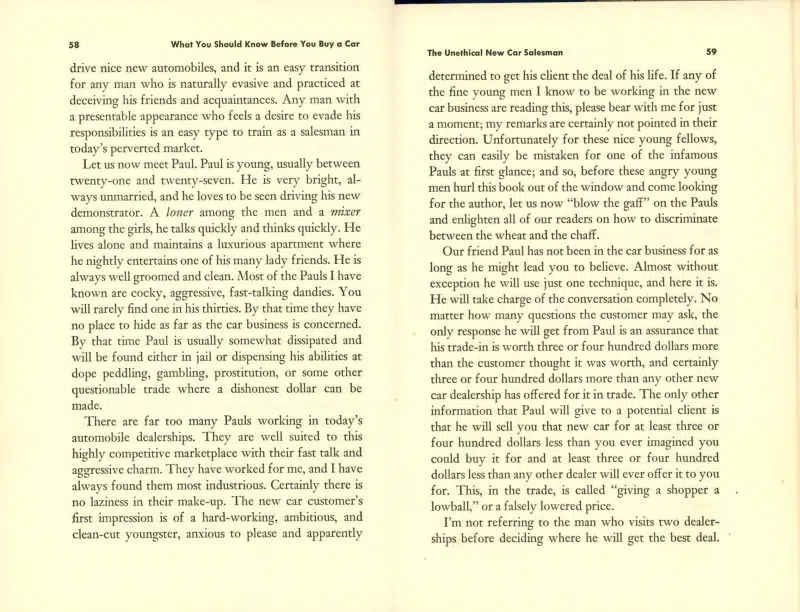 58
What You Should Know Before You Buy a Car
drive nice new automobiles, and it is an easy transition
for any man who is naturally evasive and practiced at
deceiving his friends and acquaintances. Any man with
a presentable appearance who feels a desire to evade his
responsibilities is an easy type to train as a salesman in
today's perverted market.
Let us now meet Paul. Paul is young, usually between
twenty-one and twenty-seven. He is very bright, al-
ways unmarried, and he loves to be seen driving his new
demonstrator. A loner among the men and a mixer
among the girls, he talks quickly and thinks quickly. He
lives alone and maintains a luxurious apartment where
he nightly entertains one of his many lady friends. He is
always well groomed and clean. Most of the Pauls I have
known are cocky, aggressive, fast-talking dandies. You
will rarely find one in his thirties. By that time they have
no place to hide as far as the car business is concerned.
By that time Paul is usually somewhat dissipated and
will be found either in jail or dispensing his abilities at
dope peddling, gambling, prostitution, or some other
questionable trade where a dishonest dollar can be
made.
There are far too many Pauls working in today's
automobile dealerships. They are well suited to this
highly competitive marketplace with their fast talk and
aggressive charm. They have worked for me, and I have
always found them most industrious. Certainly there is
no laziness in their make-up. The new car customer's
first impression is of a hard-working, ambitious, and
clean-cut youngster, anxious to please and apparently
The Unethical New Car Salesman
59
determined to get his client the deal of his life. If any of
the fine young men I know to be working in the new
car business are reading this, please bear with me for just
a moment; my remarks are certainly not pointed in their
direction. Unfortunately for these nice young fellows,
they can easily be mistaken for one of the infamous
Pauls at first glance; and so, before these angry young
men hurl this book out of the window and come looking
for the author, let us now "blow the gaff" on the Pauls
and enlighten all of our readers on how to discriminate
between the wheat and the chaff.
Our friend Paul has not been in the car business for as
long as he might lead you to believe. Almost without
exception he will use just one technique, and here it is.
He will take charge of the conversation completely. No
matter how many questions the customer may ask, the
only response he will get from Paul is an assurance that
his trade-in is worth three or four hundred dollars more
than the customer thought it was worth, and certainly
three or four hundred dollars more than any other new
car dealership has offered for it in trade. The only other
information that Paul will give to a potential client is
that he will sell you that new car for at least three or
four hundred dollars less than you ever imagined you
could buy it for and at least three or four hundred
dollars less than any other dealer will ever offer it to you
for. This, in the trade, is called "giving a shopper a
lowball," or a falsely lowered price.
I'm not referring to the man who visits two dealer-
ships before deciding where he will get the best deal.